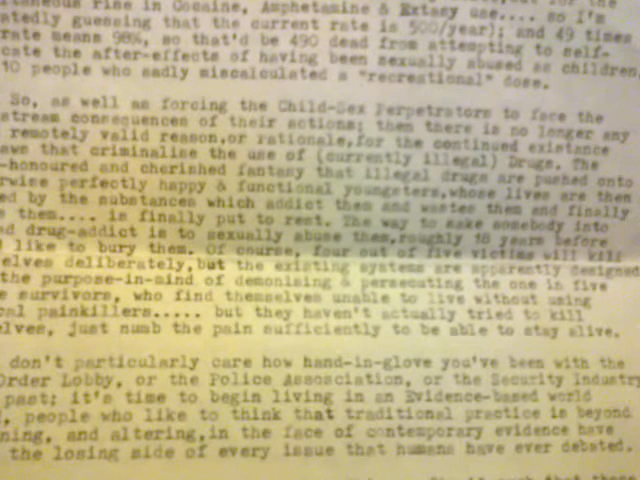 taneous rise in Cocaine, Amphetamine & Extasy use.... so I'm
atedly guessing that the current rate is 500/year); and 49 times
rate means 98%, so that'd be 490 dead from attempting to self-
cate the after-effects of having been sexually abused as children,
10 people who sadly miscalculated a "recreational" dose.
So, as well as forcing the Child-Sex Perpetrators to face the
stream consequences of their actions; then there is no longer any
remotely valid reason,or rationale,for the continued existance
aws that criminalise the use of (currently illegal) Drugs. The
-honoured and cherished fantasy that illegal drugs are pushed onto
rwise perfectly happy & functional youngsters,whose lives are then
ed by the substances which addict them and wastes them and finally
s them.... is finally put to rest. The way to make somebody into
ad drug-addict is to sexually abuse them,roughly 18 years before
like to bury them. Of course, four out of five victims will kill
elves deliberately,but the existing systems are apparently designed
the purpose-in-mind of demonising & persecuting the one in five
e survivors, who find themselves unable to live without using
cal painkillers..... but they haven't actually tried to kill
elves, just numb the pain sufficiently to be able to stay alive.
don't particularly care how hand-in-glove you've been with the
Order Lobby, or the Police Association, or the Security Industry
past; it's time to begin living in an Evidence-based world
, people who like to think that traditional practice is beyond
ning, and altering,in the face of contemporary evidence have
the losing side of every issue that humans have ever debated.